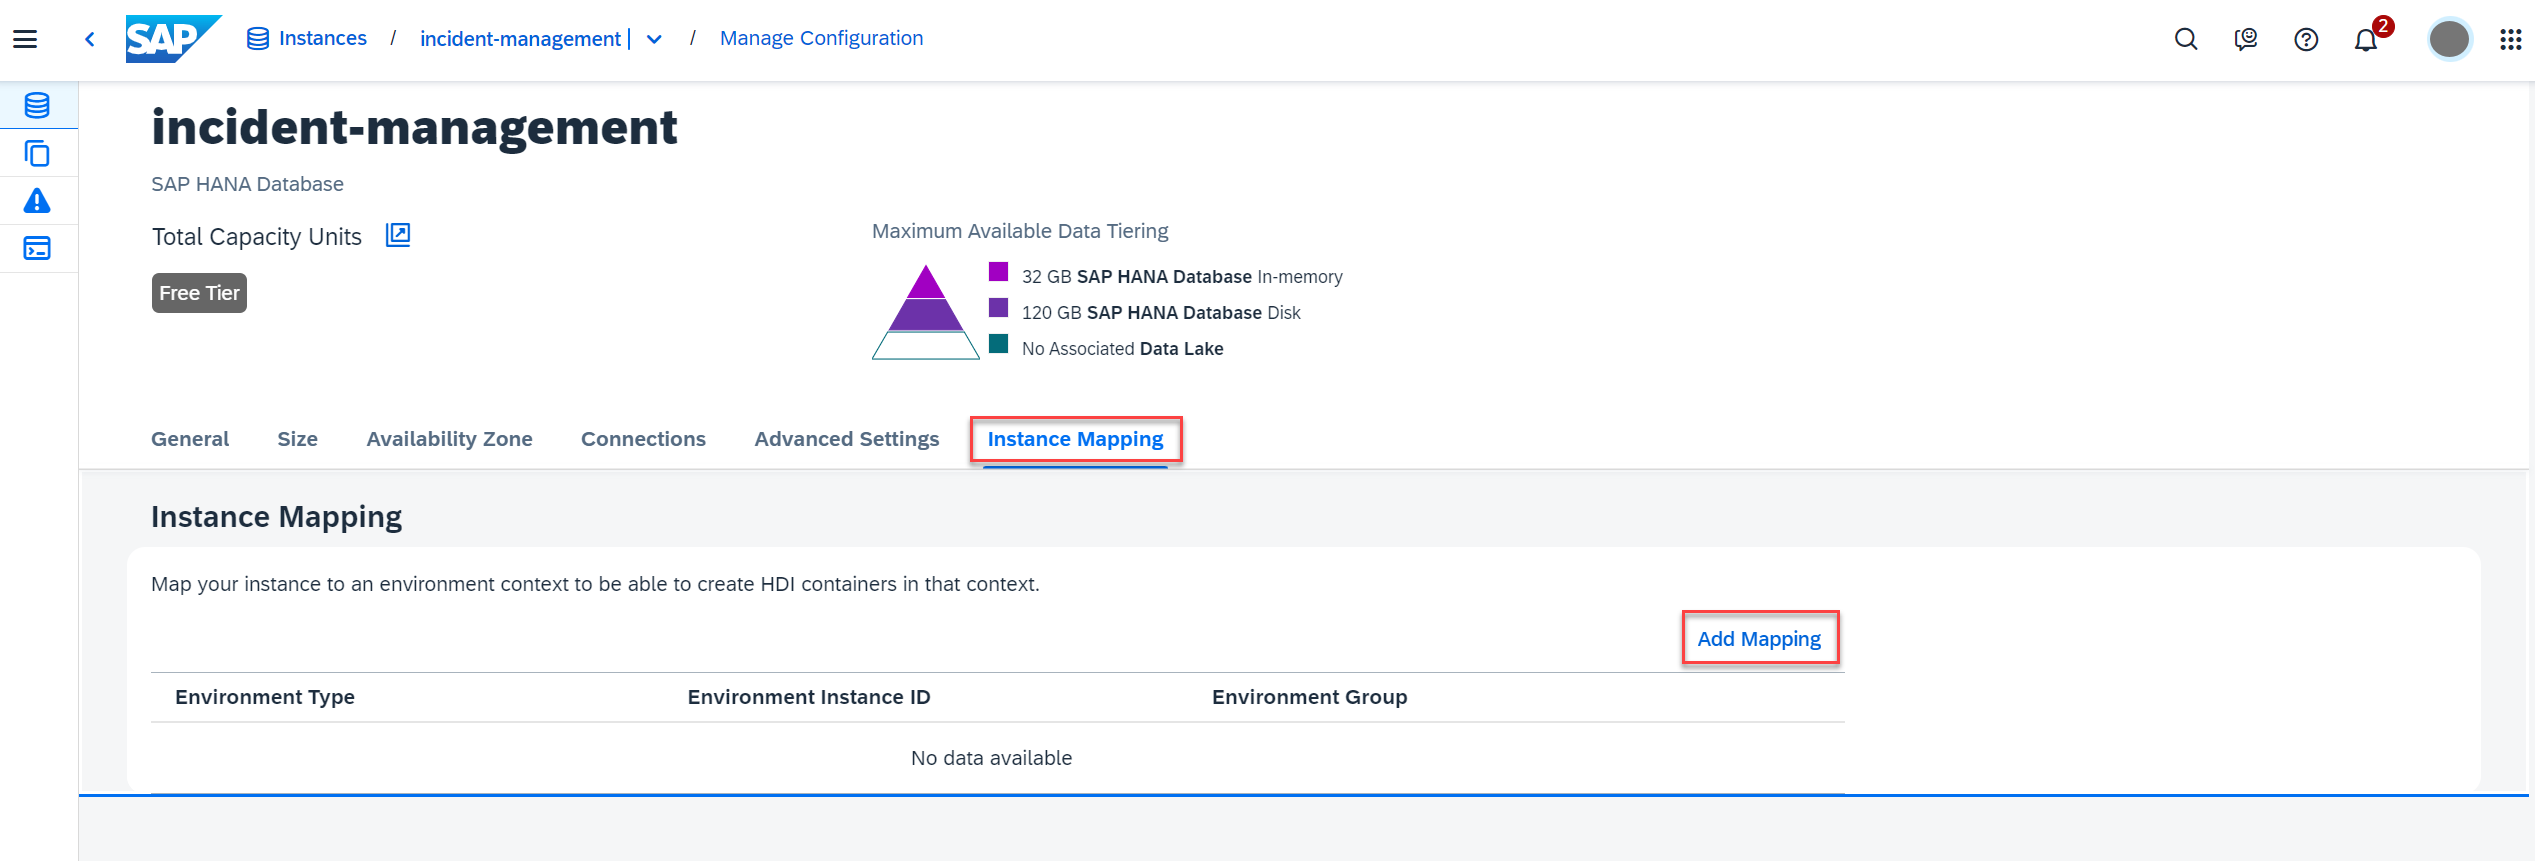 SAP Instances / incident-management | / Manage Configuration 2
incident-management
SAP HANA Database
Total Capacity Units
Free Tier
Maximum Available Data Tiering
32 GB SAP HANA Database In-memory
120 GB SAP HANA Database Disk
No Associated Data Lake
General Size Availability Zone Connections Advanced Settings Instance Mapping
Instance Mapping
Map your instance to an environment context to be able to create HDI containers in that context.
Add Mapping
Environment Type Environment Instance ID Environment Group
No data available